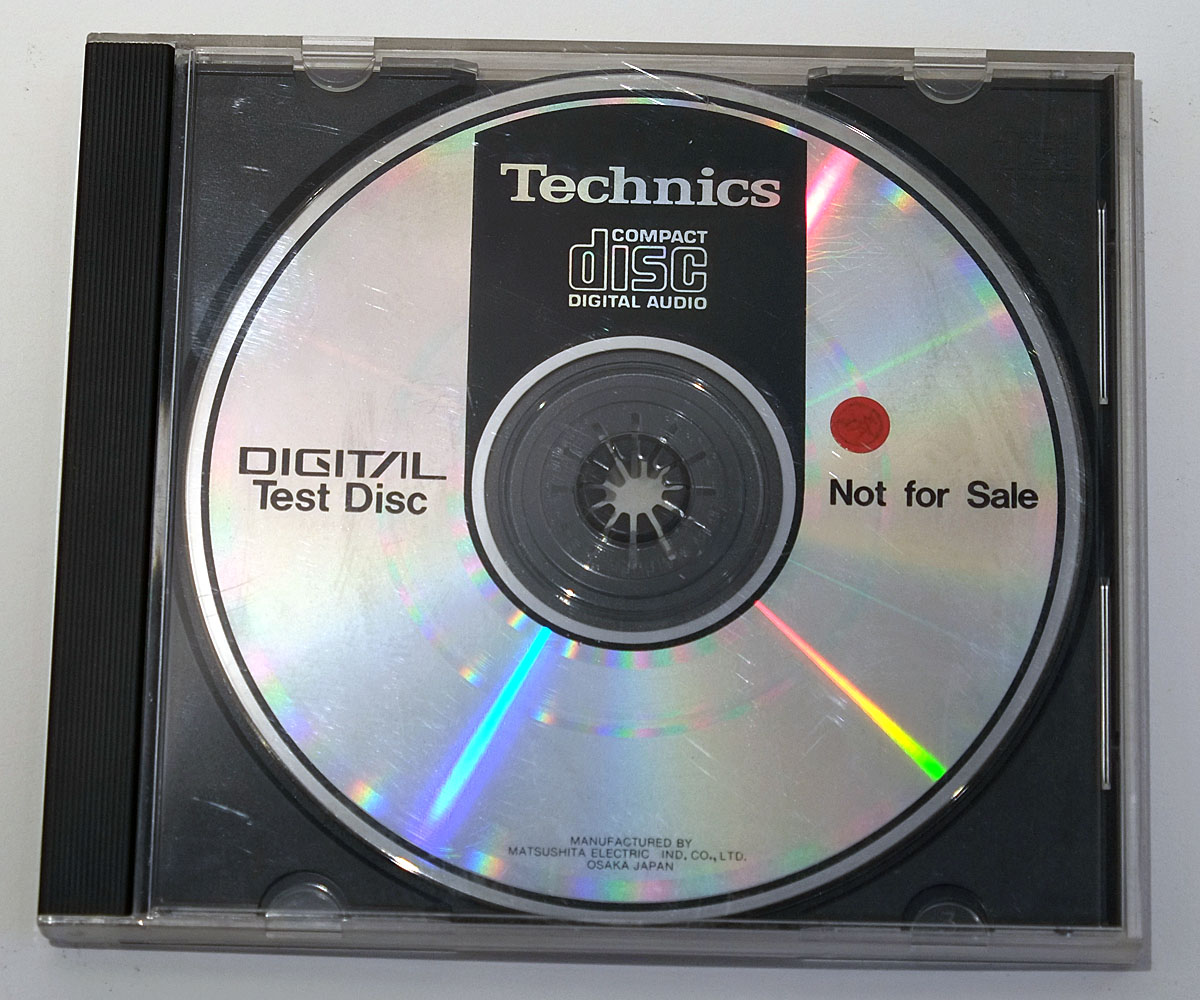 Technics
COMPACT
disc
DIGITAL AUDIO
DIGITAL
Test Disc
Not for Sale
MANUFACTURED BY
MATSUSHITA ELECTRIC IND. CO., LTD.
OSAKA JAPAN